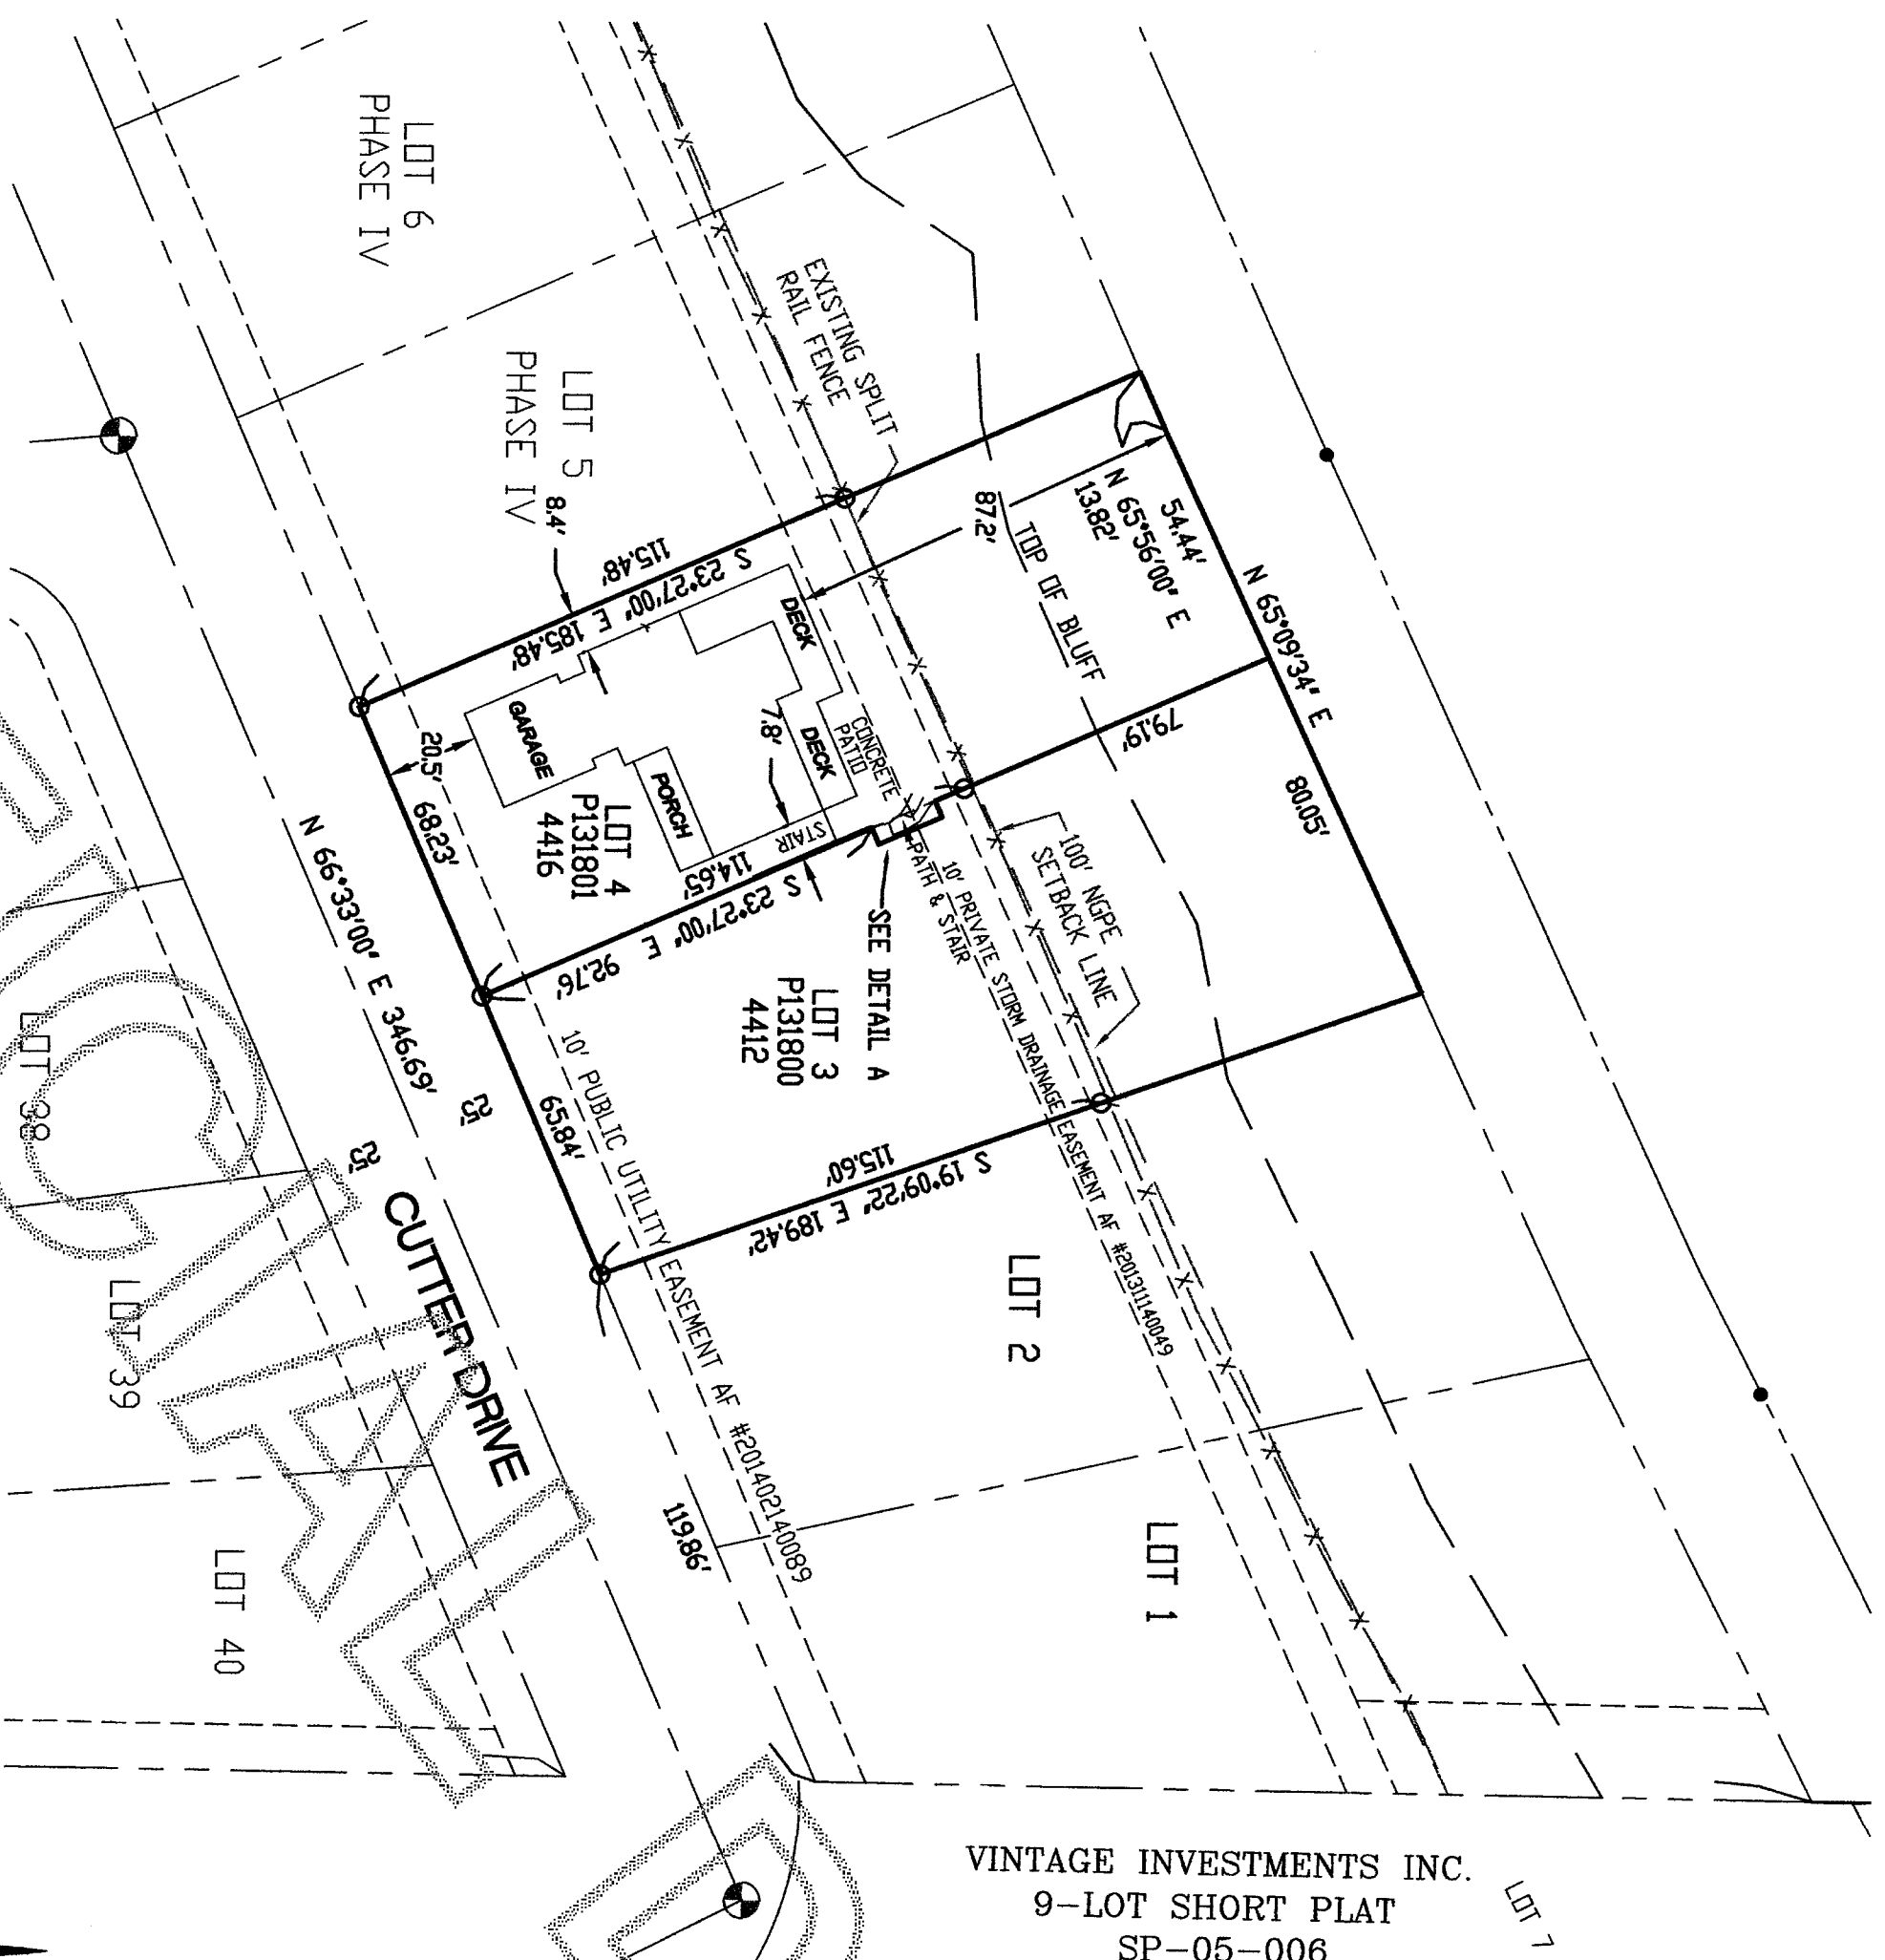 LOT 6
PHASE IV
LOT 5
PHASE IV
EXISTING SPLIT
RAIL FENCE
8.4'
115.48'
S 23°27'00" E 185.48'
87.2'
TOP OF BLUFF
54.44'
N 65°56'00" E
13.82'
N 65°09'34" E
80.05'
79.19'
DECK
DECK
7.8'
CONCRETE
PATIO
GARAGE
PORCH
STAIR
20.5'
68.23'
LOT 4
P131801
4416
114.65'
S 23°27'00" E 92.76'
SEE DETAIL A
PATH & STAIR
100' NGPE
SETBACK LINE
10' PRIVATE STORM DRAINAGE EASEMENT AF #201311140049
LOT 3
P131800
4412
N 66°33'00" E 346.69'
25'
25'
65.84'
10' PUBLIC UTILITY EASEMENT AF #201402140089
115.60'
S 19°09'22" E 189.42'
CUTTER DRIVE
LOT 2
LOT 1
119.86'
LOT 38
LOT 39
LOT 40
VINTAGE INVESTMENTS INC.
9-LOT SHORT PLAT
SP-05-006
LOT 7